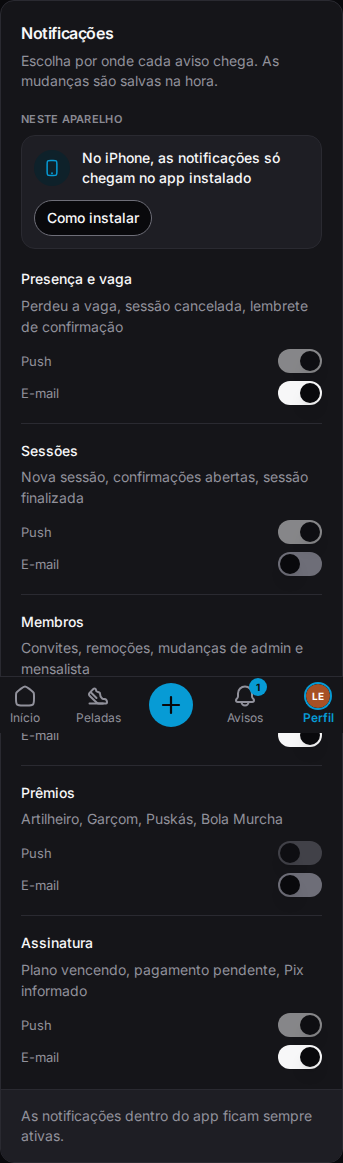 Notificações
Escolha por onde cada aviso chega. As
mudanças são salvas na hora.
NESTE APARELHO
No iPhone, as notificações só
chegam no app instalado
Como instalar
Presença e vaga
Perdeu a vaga, sessão cancelada, lembrete
de confirmação
Push
E-mail
Sessões
Nova sessão, confirmações abertas, sessão
finalizada
Push
E-mail
Membros
Convites, remoções, mudanças de admin e
mensalista
1
LE
Início
Peladas
Avisos
Perfil
E-mail
Prêmios
Artilheiro, Garçom, Puskás, Bola Murcha
Push
E-mail
Assinatura
Plano vencendo, pagamento pendente, Pix
informado
Push
E-mail
As notificações dentro do app ficam sempre
ativas.